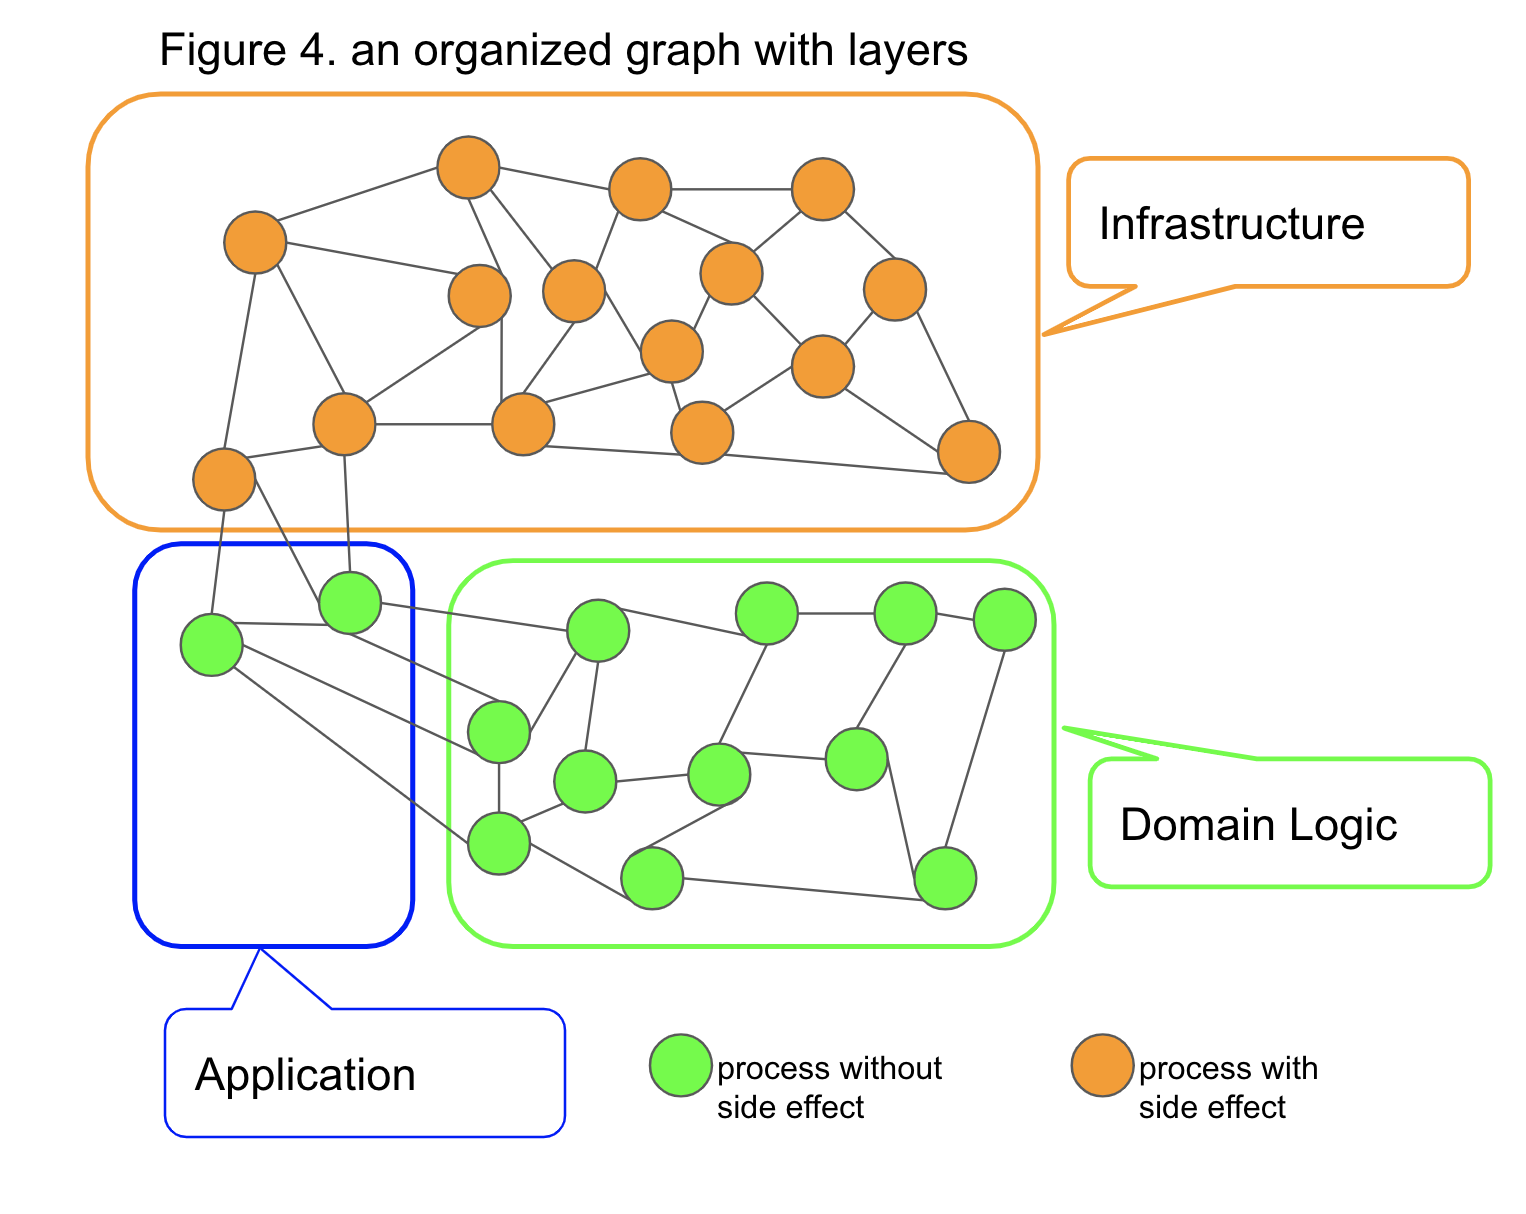 Figure 4. an organized graph with layers
Infrastructure
Domain Logic
Application
process without
side effect
process with
side effect